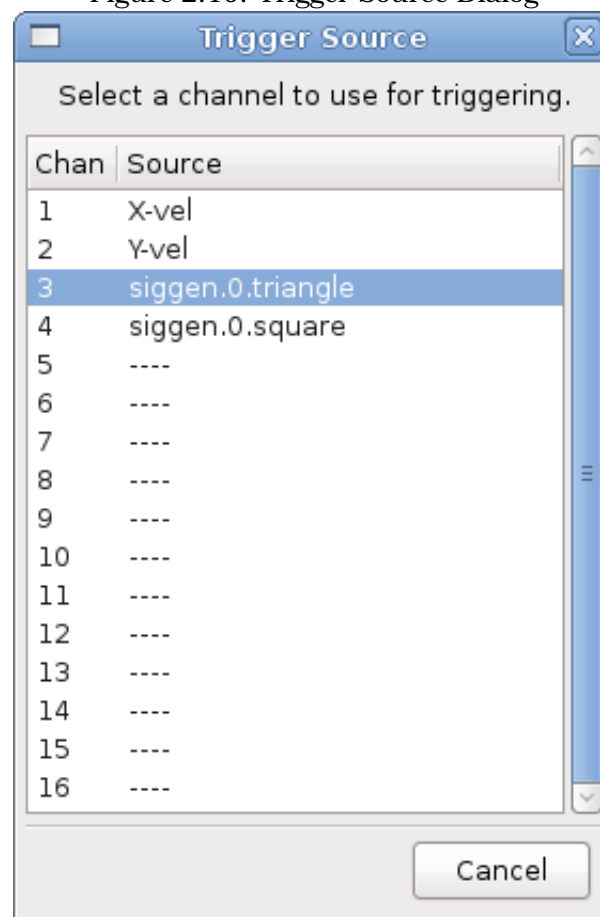 Figure 2.16: Trigger Source Dialog
Trigger Source
Select a channel to use for triggering.
Chan Source
1 X-vel
2 Y-vel
3 siggen.0.triangle
4 siggen.0.square
5 ----
6 ----
7 ----
8 ----
9 ----
10 ----
11 ----
12 ----
13 ----
14 ----
15 ----
16 ----
Cancel